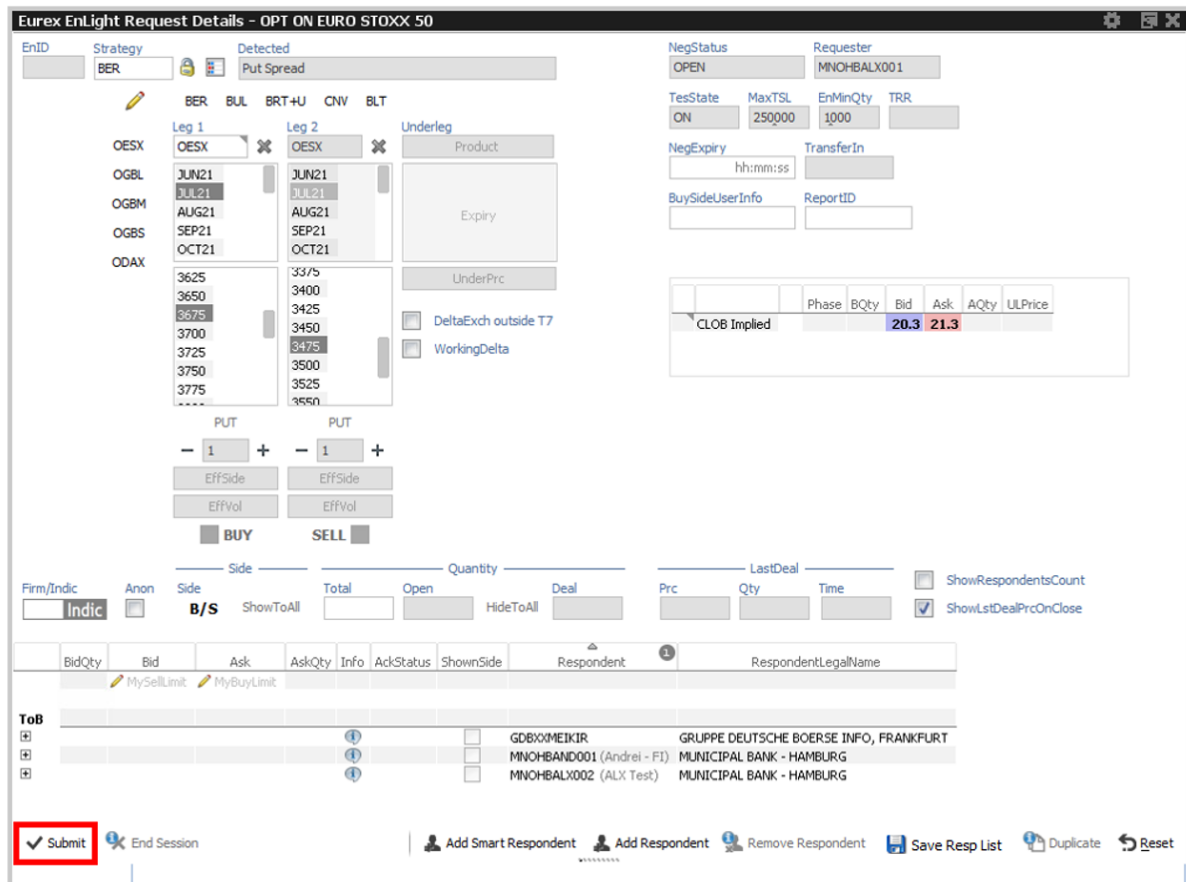 Eurex EnLight Request Details - OPT ON EURO STOXX 50
EnID Strategy Detected NegStatus Requester
BER Put Spread OPEN MNOHBALX001
BER BUL BRT+U CNV BLT TesState MaxTSL EnMinQty TRR
ON 250,000 1,000
Leg 1 Leg 2 Underleg
OESX OESX OESX Product
NegExpiry TransferIn
hh:mm:ss
OGBL
OGBM
OGBS
ODAX
JUN21 JUN21
JUL21 JUL21
AUG21 AUG21
SEP21 SEP21
OCT21 OCT21
Expiry
BuySideUserInfo ReportID
3625
3650
3675
3700
3725
3750
3775
3375
3400
3425
3450
3475
3500
3525
3550
UnderPrc
DeltaExch outside T7
WorkingDelta
Phase BQty Bid Ask AQty ULPrice
CLOB Implied 20.3 21.3
PUT PUT
− 1 + − 1 +
EffSide EffSide
EffVol EffVol
BUY SELL
Side Quantity LastDeal
Firm/Indic Anon Side Total Open Deal Prc Qty Time
Indic B/S ShowToAll HideToAll
ShowRespondentsCount
ShowLstDealPrcOnClose
BidQty Bid Ask AskQty Info AckStatus ShownSide Respondent 1 RespondentLegalName
MySellLimit MyBuyLimit
ToB
GDBXXMEIKIR GRUPPE DEUTSCHE BOERSE INFO, FRANKFURT
MNOHBAND001 (Andrei - FI) MUNICIPAL BANK - HAMBURG
MNOHBALX002 (ALX Test) MUNICIPAL BANK - HAMBURG
Submit End Session Add Smart Respondent Add Respondent Remove Respondent Save Resp List Duplicate Reset